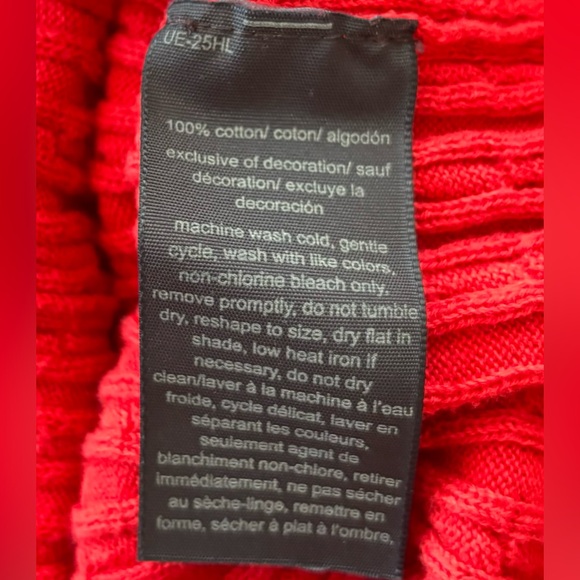 UE-25HL
100% cotton/ coton/ algodón
exclusive of decoration/ sauf
décoration/ excluye la
decoración
machine wash cold, gentle
cycle, wash with like colors,
non-chlorine bleach only,
remove promptly, do not tumble
dry, reshape to size, dry flat in
shade, low heat iron if
necessary, do not dry
clean/laver à la machine à l'eau
froide, cycle délicat, laver en
séparant les couleurs,
seulement agent de
blanchiment non-chlore, retirer
immédiatement, ne pas sécher
au sèche-linge, remettre en
forme, sécher à plat à l'ombre,